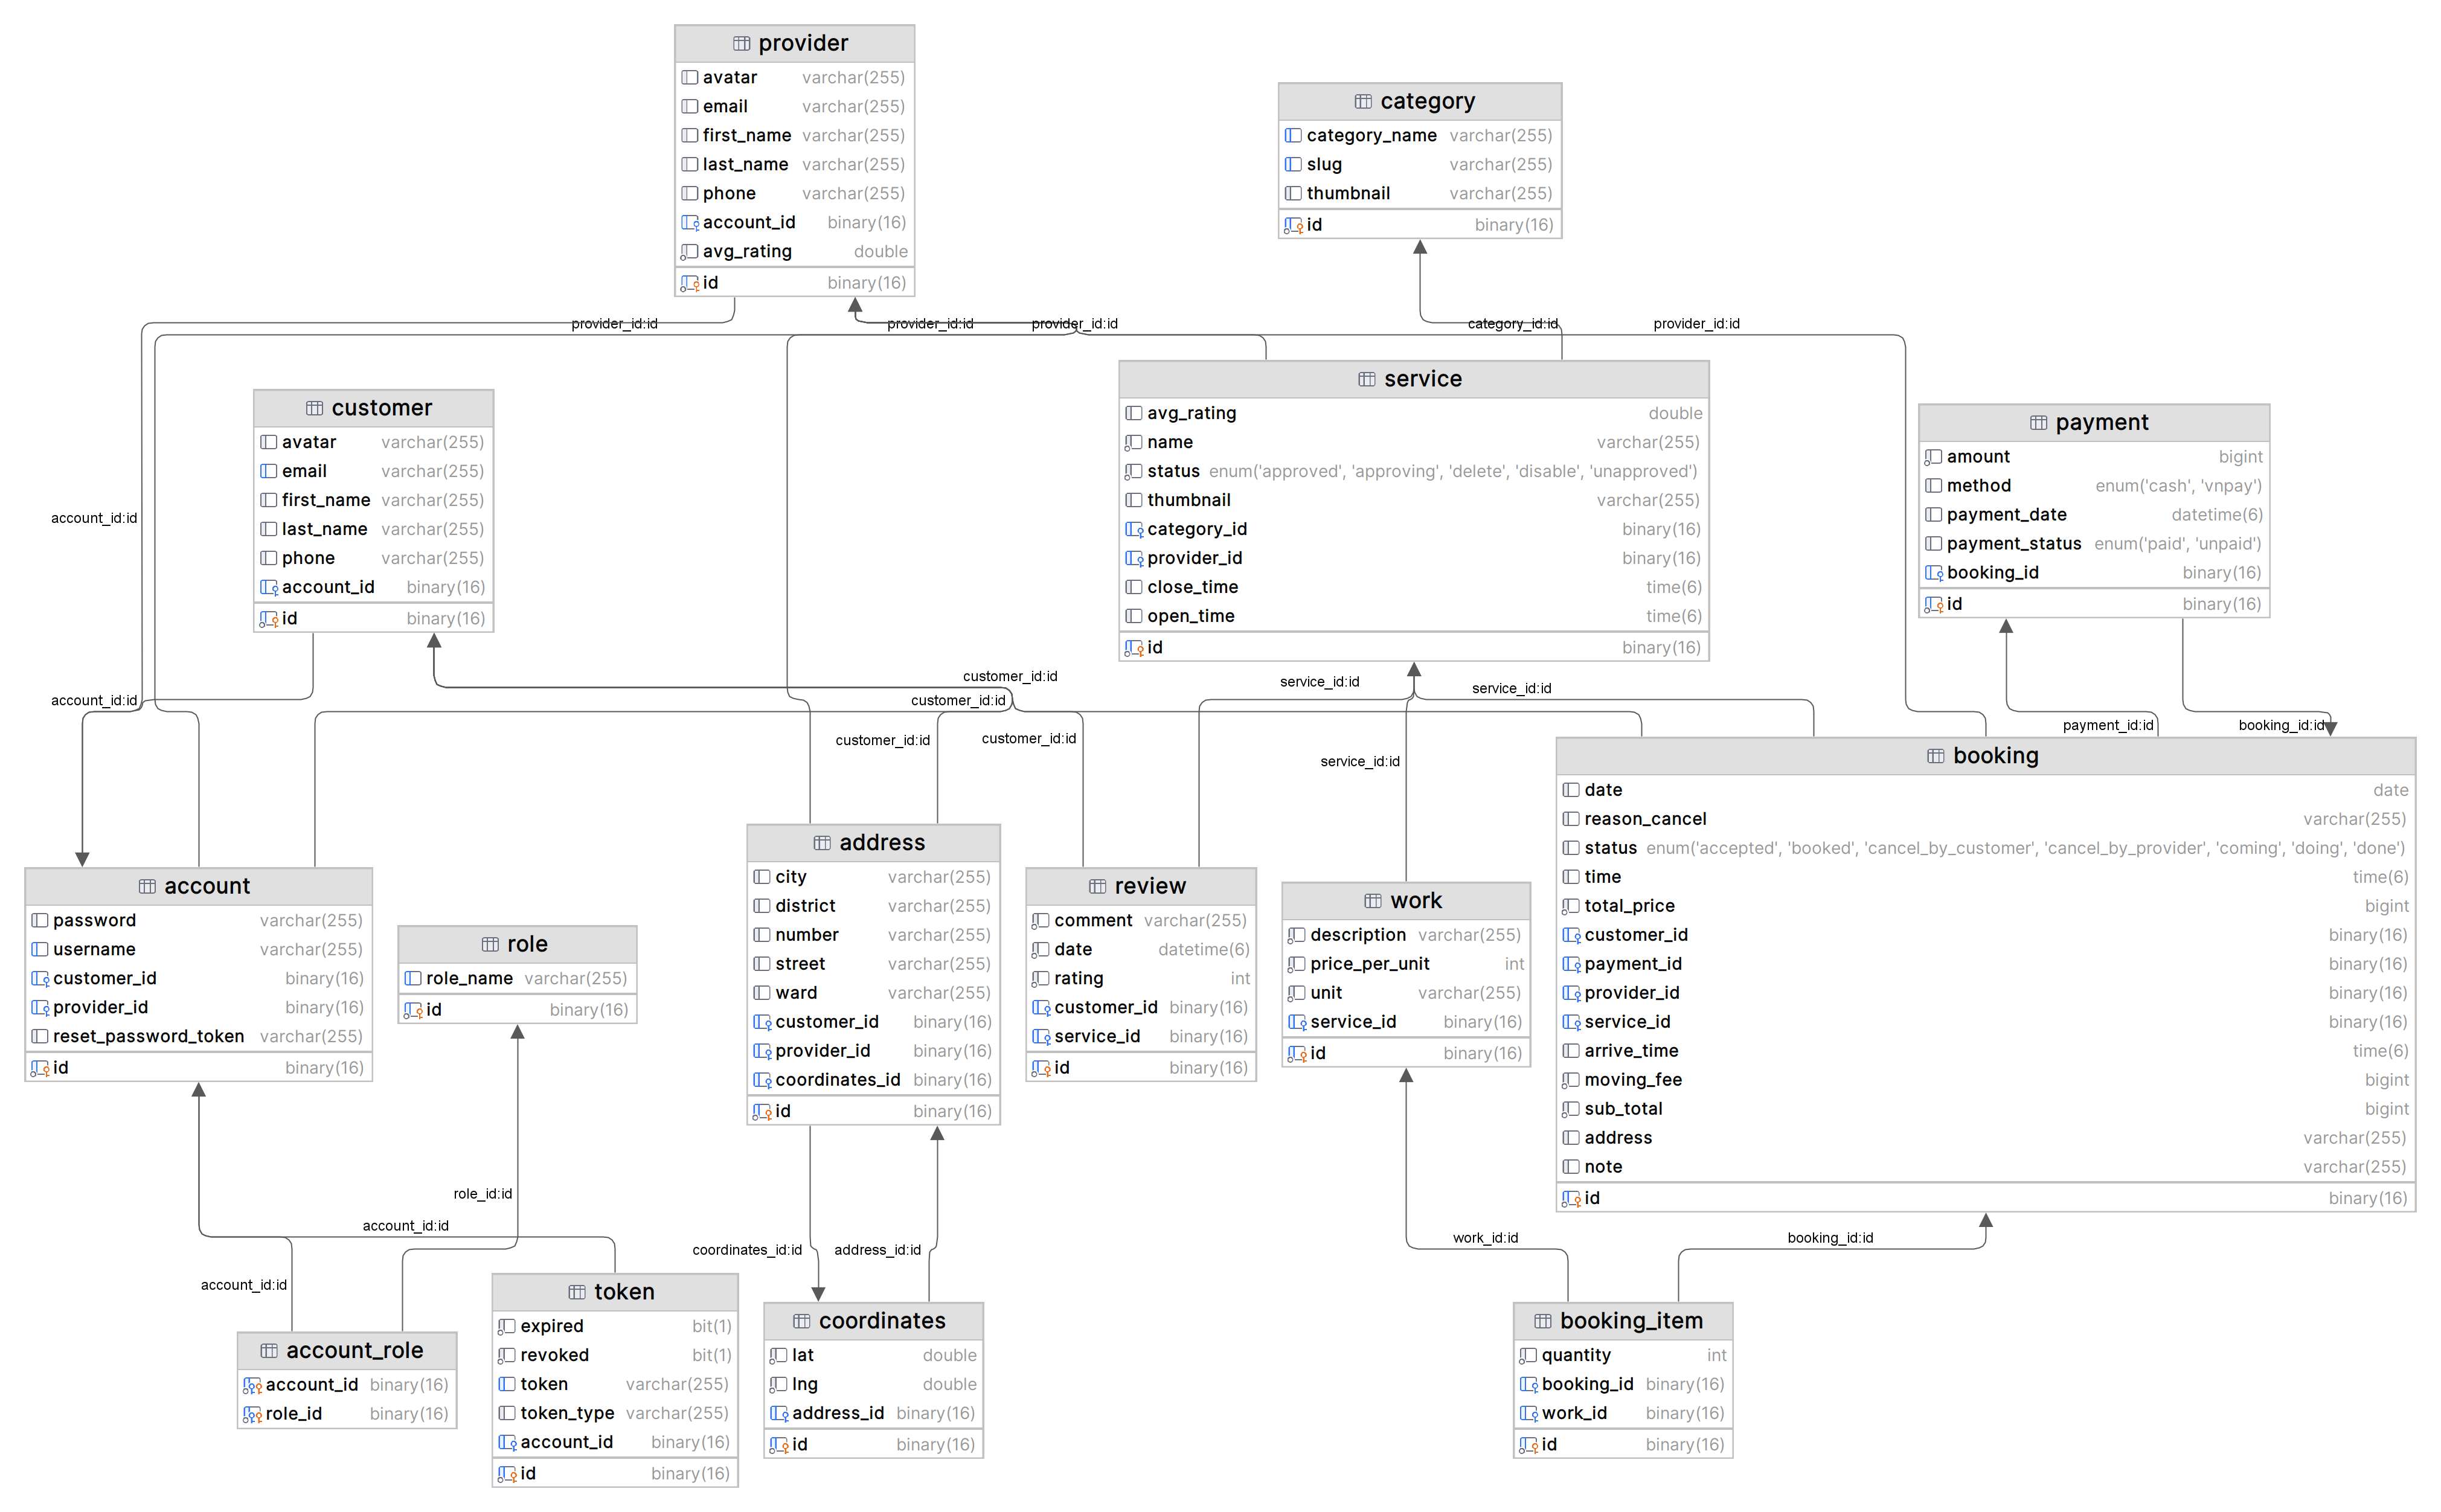 provider
avatar varchar(255)
email varchar(255)
first_name varchar(255)
last_name varchar(255)
phone varchar(255)
account_id binary(16)
avg_rating double
id binary(16)
category
category_name varchar(255)
slug varchar(255)
thumbnail varchar(255)
id binary(16)
provider_id:id
provider_id:id
provider_id:id
category_id:id
provider_id:id
customer
avatar varchar(255)
email varchar(255)
first_name varchar(255)
last_name varchar(255)
phone varchar(255)
account_id binary(16)
id binary(16)
service
avg_rating double
name varchar(255)
status enum('approved', 'approving', 'delete', 'disable', 'unapproved')
thumbnail varchar(255)
category_id binary(16)
provider_id binary(16)
close_time time(6)
open_time time(6)
id binary(16)
payment
amount bigint
method enum('cash', 'vnpay')
payment_date datetime(6)
payment_status enum('paid', 'unpaid')
booking_id binary(16)
id binary(16)
account_id:id
account_id:id
customer_id:id
customer_id:id
customer_id:id
customer_id:id
service_id:id
service_id:id
service_id:id
payment_id:id
booking_id:id
account
password varchar(255)
username varchar(255)
customer_id binary(16)
provider_id binary(16)
reset_password_token varchar(255)
id binary(16)
role
role_name varchar(255)
id binary(16)
address
city varchar(255)
district varchar(255)
number varchar(255)
street varchar(255)
ward varchar(255)
customer_id binary(16)
provider_id binary(16)
coordinates_id binary(16)
id binary(16)
review
comment varchar(255)
date datetime(6)
rating int
customer_id binary(16)
service_id binary(16)
id binary(16)
work
description varchar(255)
price_per_unit int
unit varchar(255)
service_id binary(16)
id binary(16)
booking
date date
reason_cancel varchar(255)
status enum('accepted', 'booked', 'cancel_by_customer', 'cancel_by_provider', 'coming', 'doing', 'done')
time time(6)
total_price bigint
customer_id binary(16)
payment_id binary(16)
provider_id binary(16)
service_id binary(16)
arrive_time time(6)
moving_fee bigint
sub_total bigint
address varchar(255)
note varchar(255)
id binary(16)
role_id:id
account_id:id
account_id:id
coordinates_id:id
address_id:id
work_id:id
booking_id:id
account_role
account_id binary(16)
role_id binary(16)
token
expired bit(1)
revoked bit(1)
token varchar(255)
token_type varchar(255)
account_id binary(16)
id binary(16)
coordinates
lat double
lng double
address_id binary(16)
id binary(16)
booking_item
quantity int
booking_id binary(16)
work_id binary(16)
id binary(16)